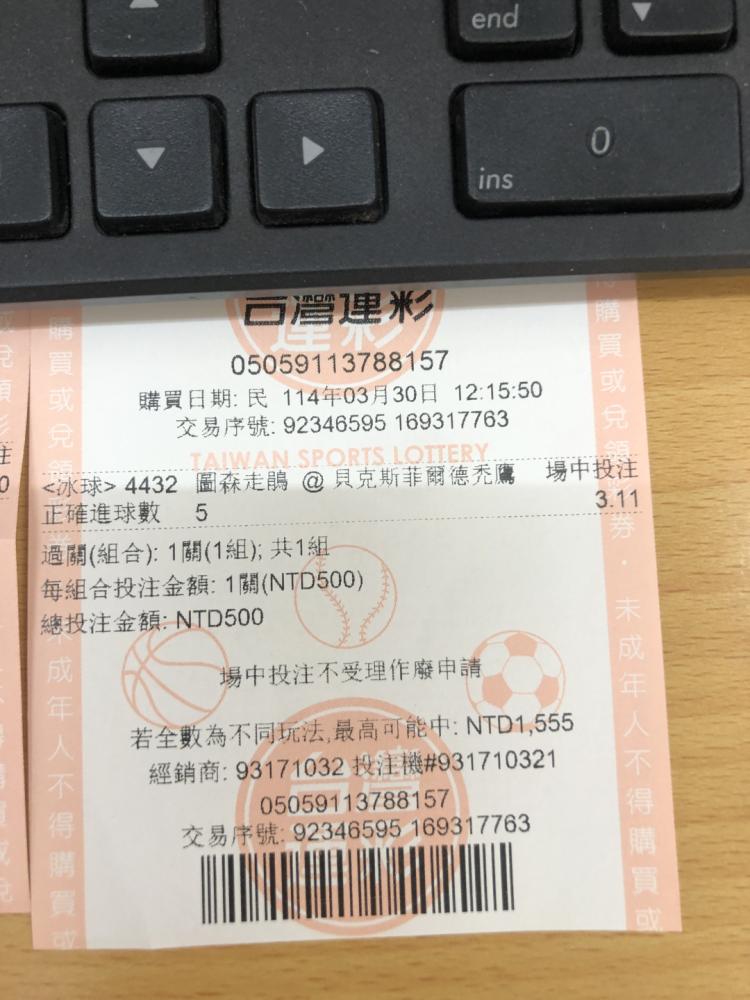 end
ins
0
台灣運彩
05059113788157
購買日期: 民 114年03月30日 12:15:50
交易序號: 92346595 169317763
TAIWAN SPORTS LOTTERY
<冰球> 4432 圖森走鵑 @ 貝克斯菲爾德禿鷹 場中投注
正確進球數 5 3.11
過關(組合): 1關(1組); 共1組
每組合投注金額: 1關(NTD500)
總投注金額: NTD500
場中投注不受理作廢申請
若全數為不同玩法,最高可能中: NTD1,555
經銷商: 93171032 投注機#931710321
05059113788157
交易序號: 92346595 169317763
購買或兌領
成年人不得購買或
購買或兌領
券・未成年人不得購買或